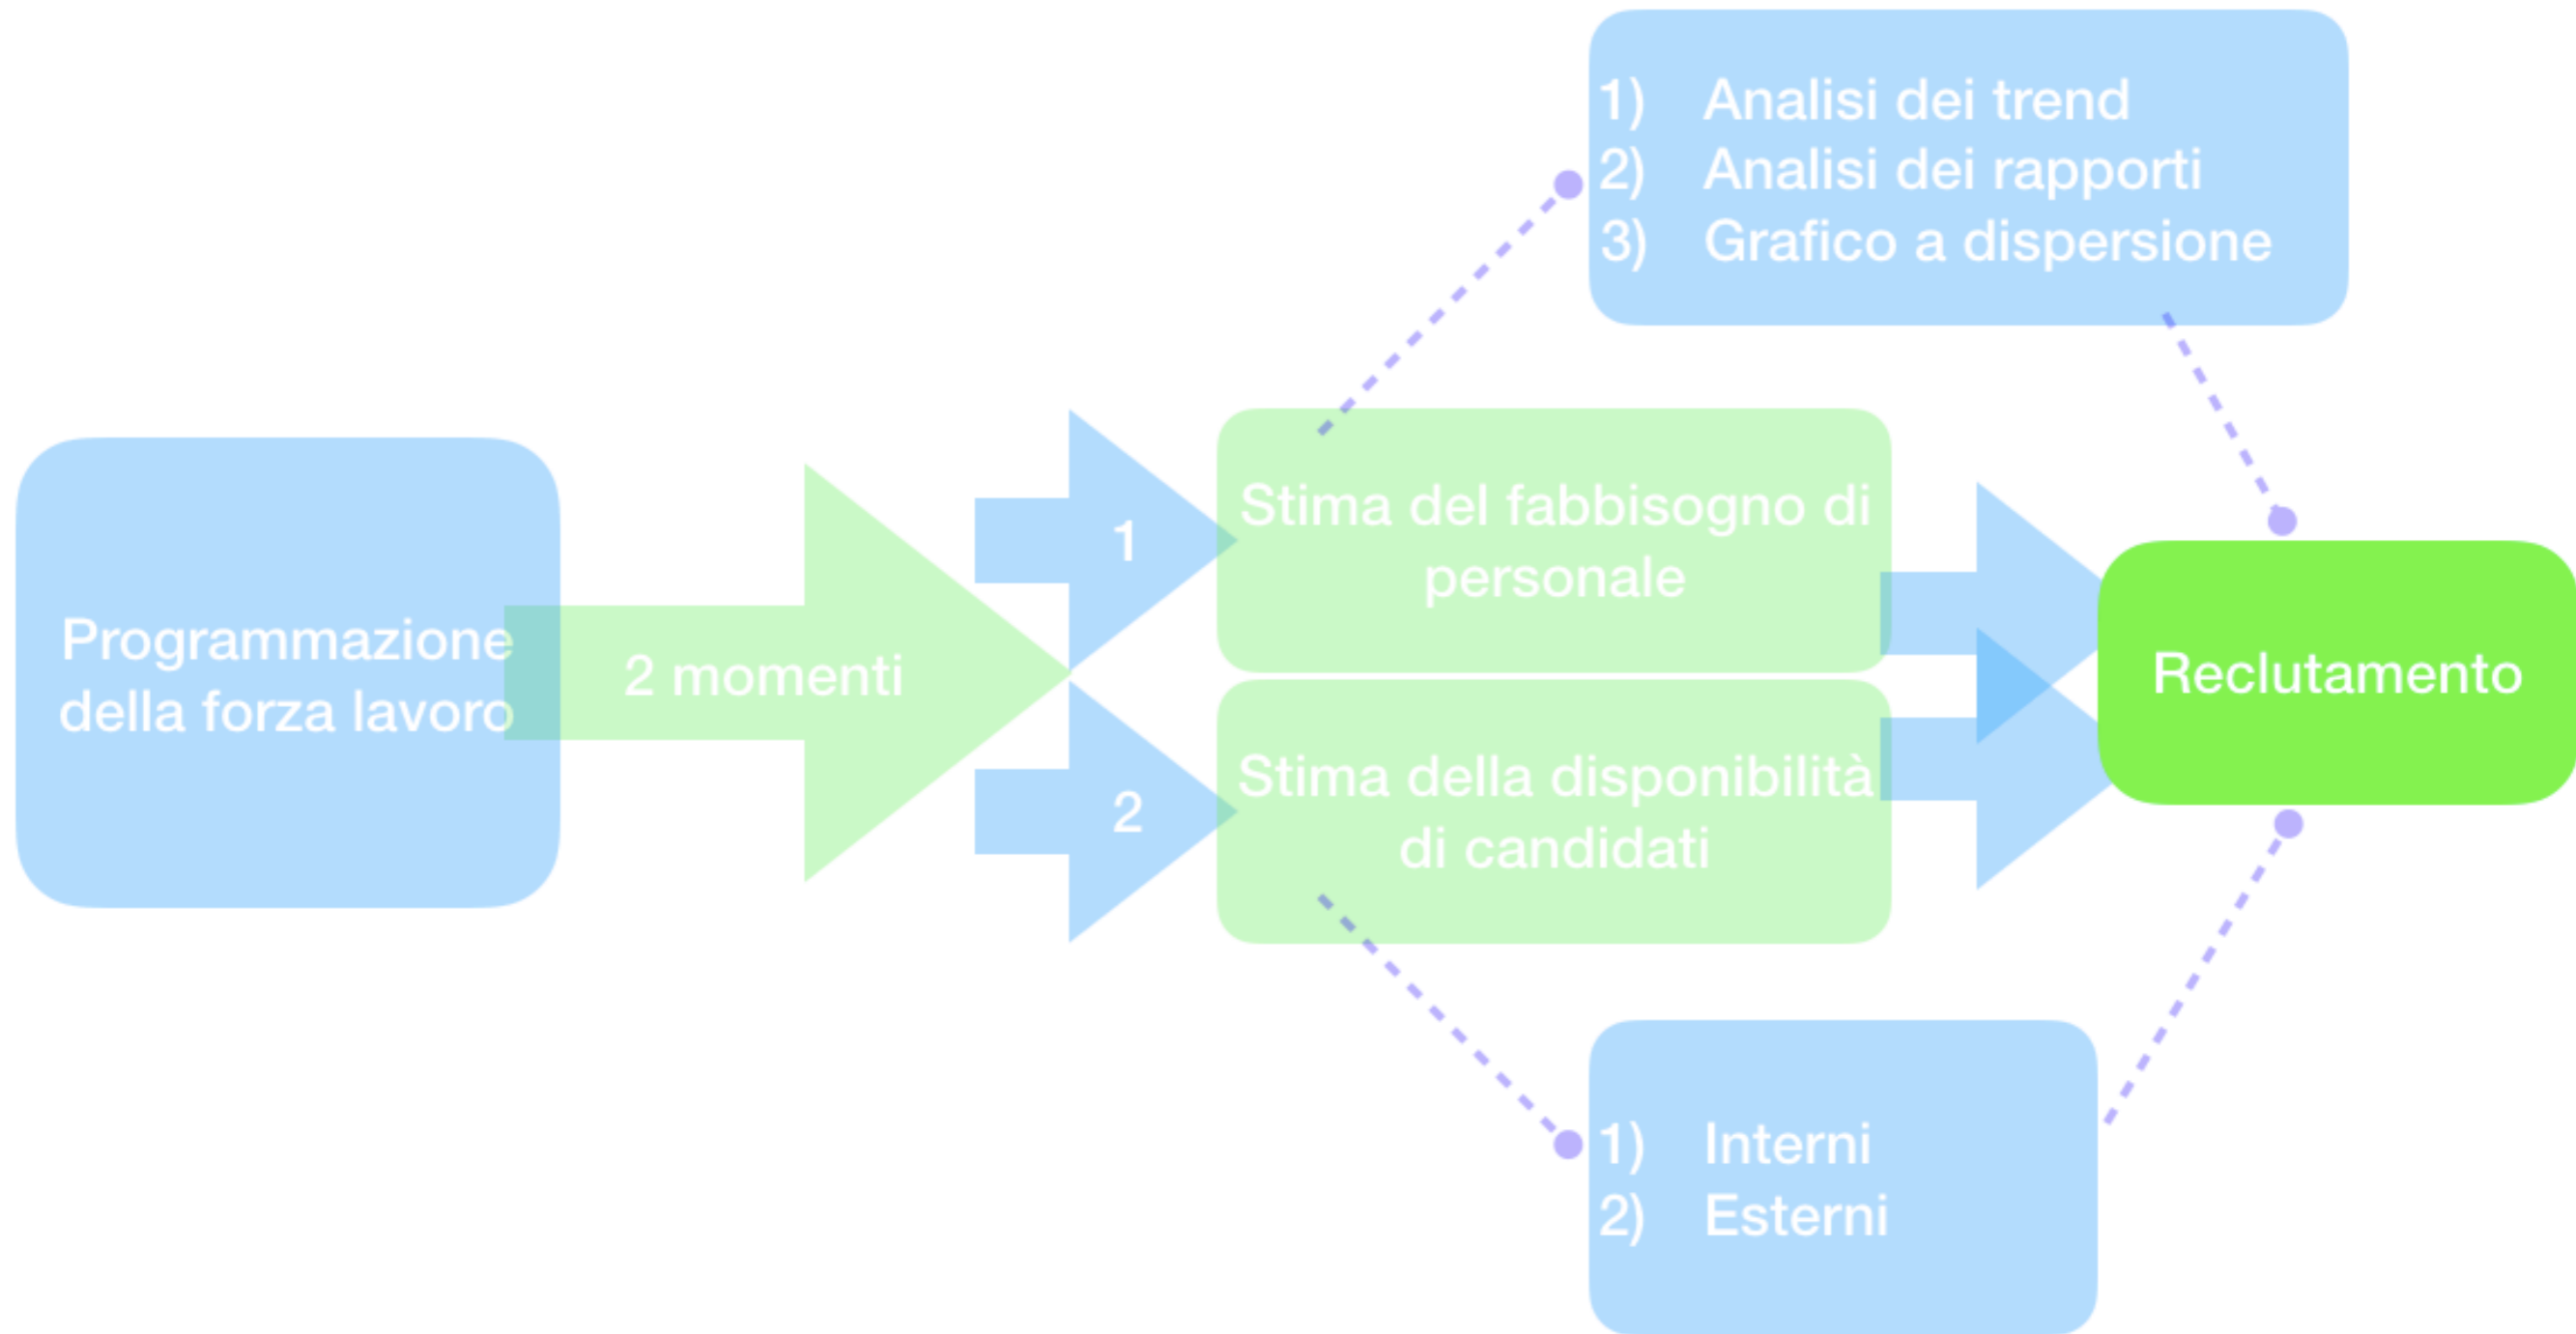 Programmazione
della forza lavoro
2 momenti
1
Stima del fabbisogno di
personale
2
Stima della disponibilità
di candidati
1) Analisi dei trend
2) Analisi dei rapporti
3) Grafico a dispersione
1) Interni
2) Esterni
Reclutamento